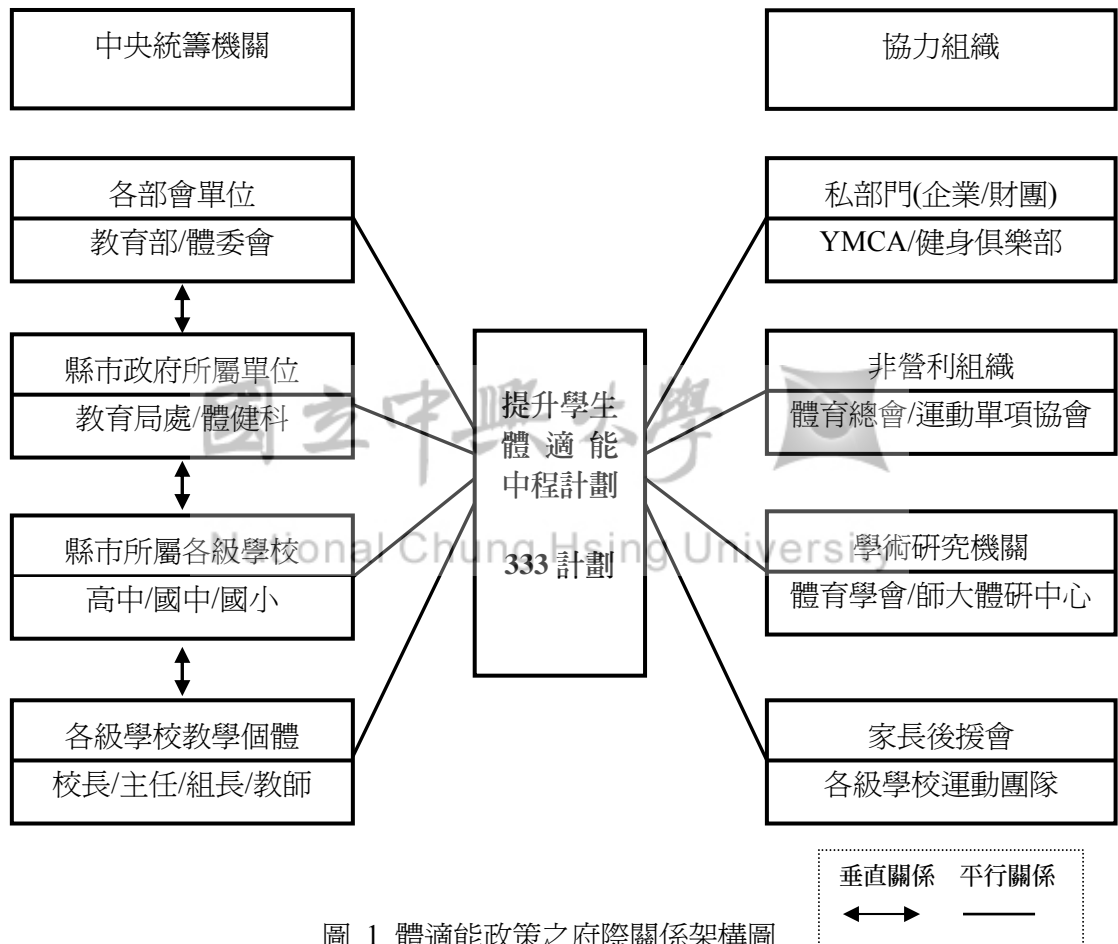 中央統籌機關
協力組織
各部會單位
教育部/體委會
縣市政府所屬單位
教育局處/體健科
縣市所屬各級學校
高中/國中/國小
各級學校教學個體
校長/主任/組長/教師
提升學生
體適能
中程計劃
333 計劃
私部門(企業/財團)
YMCA/健身俱樂部
非營利組織
體育總會/運動單項協會
學術研究機關
體育學會/師大體研中心
家長後援會
各級學校運動團隊
國立中興大學
National Chung Hsing University
垂直關係 平行關係
圖 1 體適能政策之府際關係架構圖